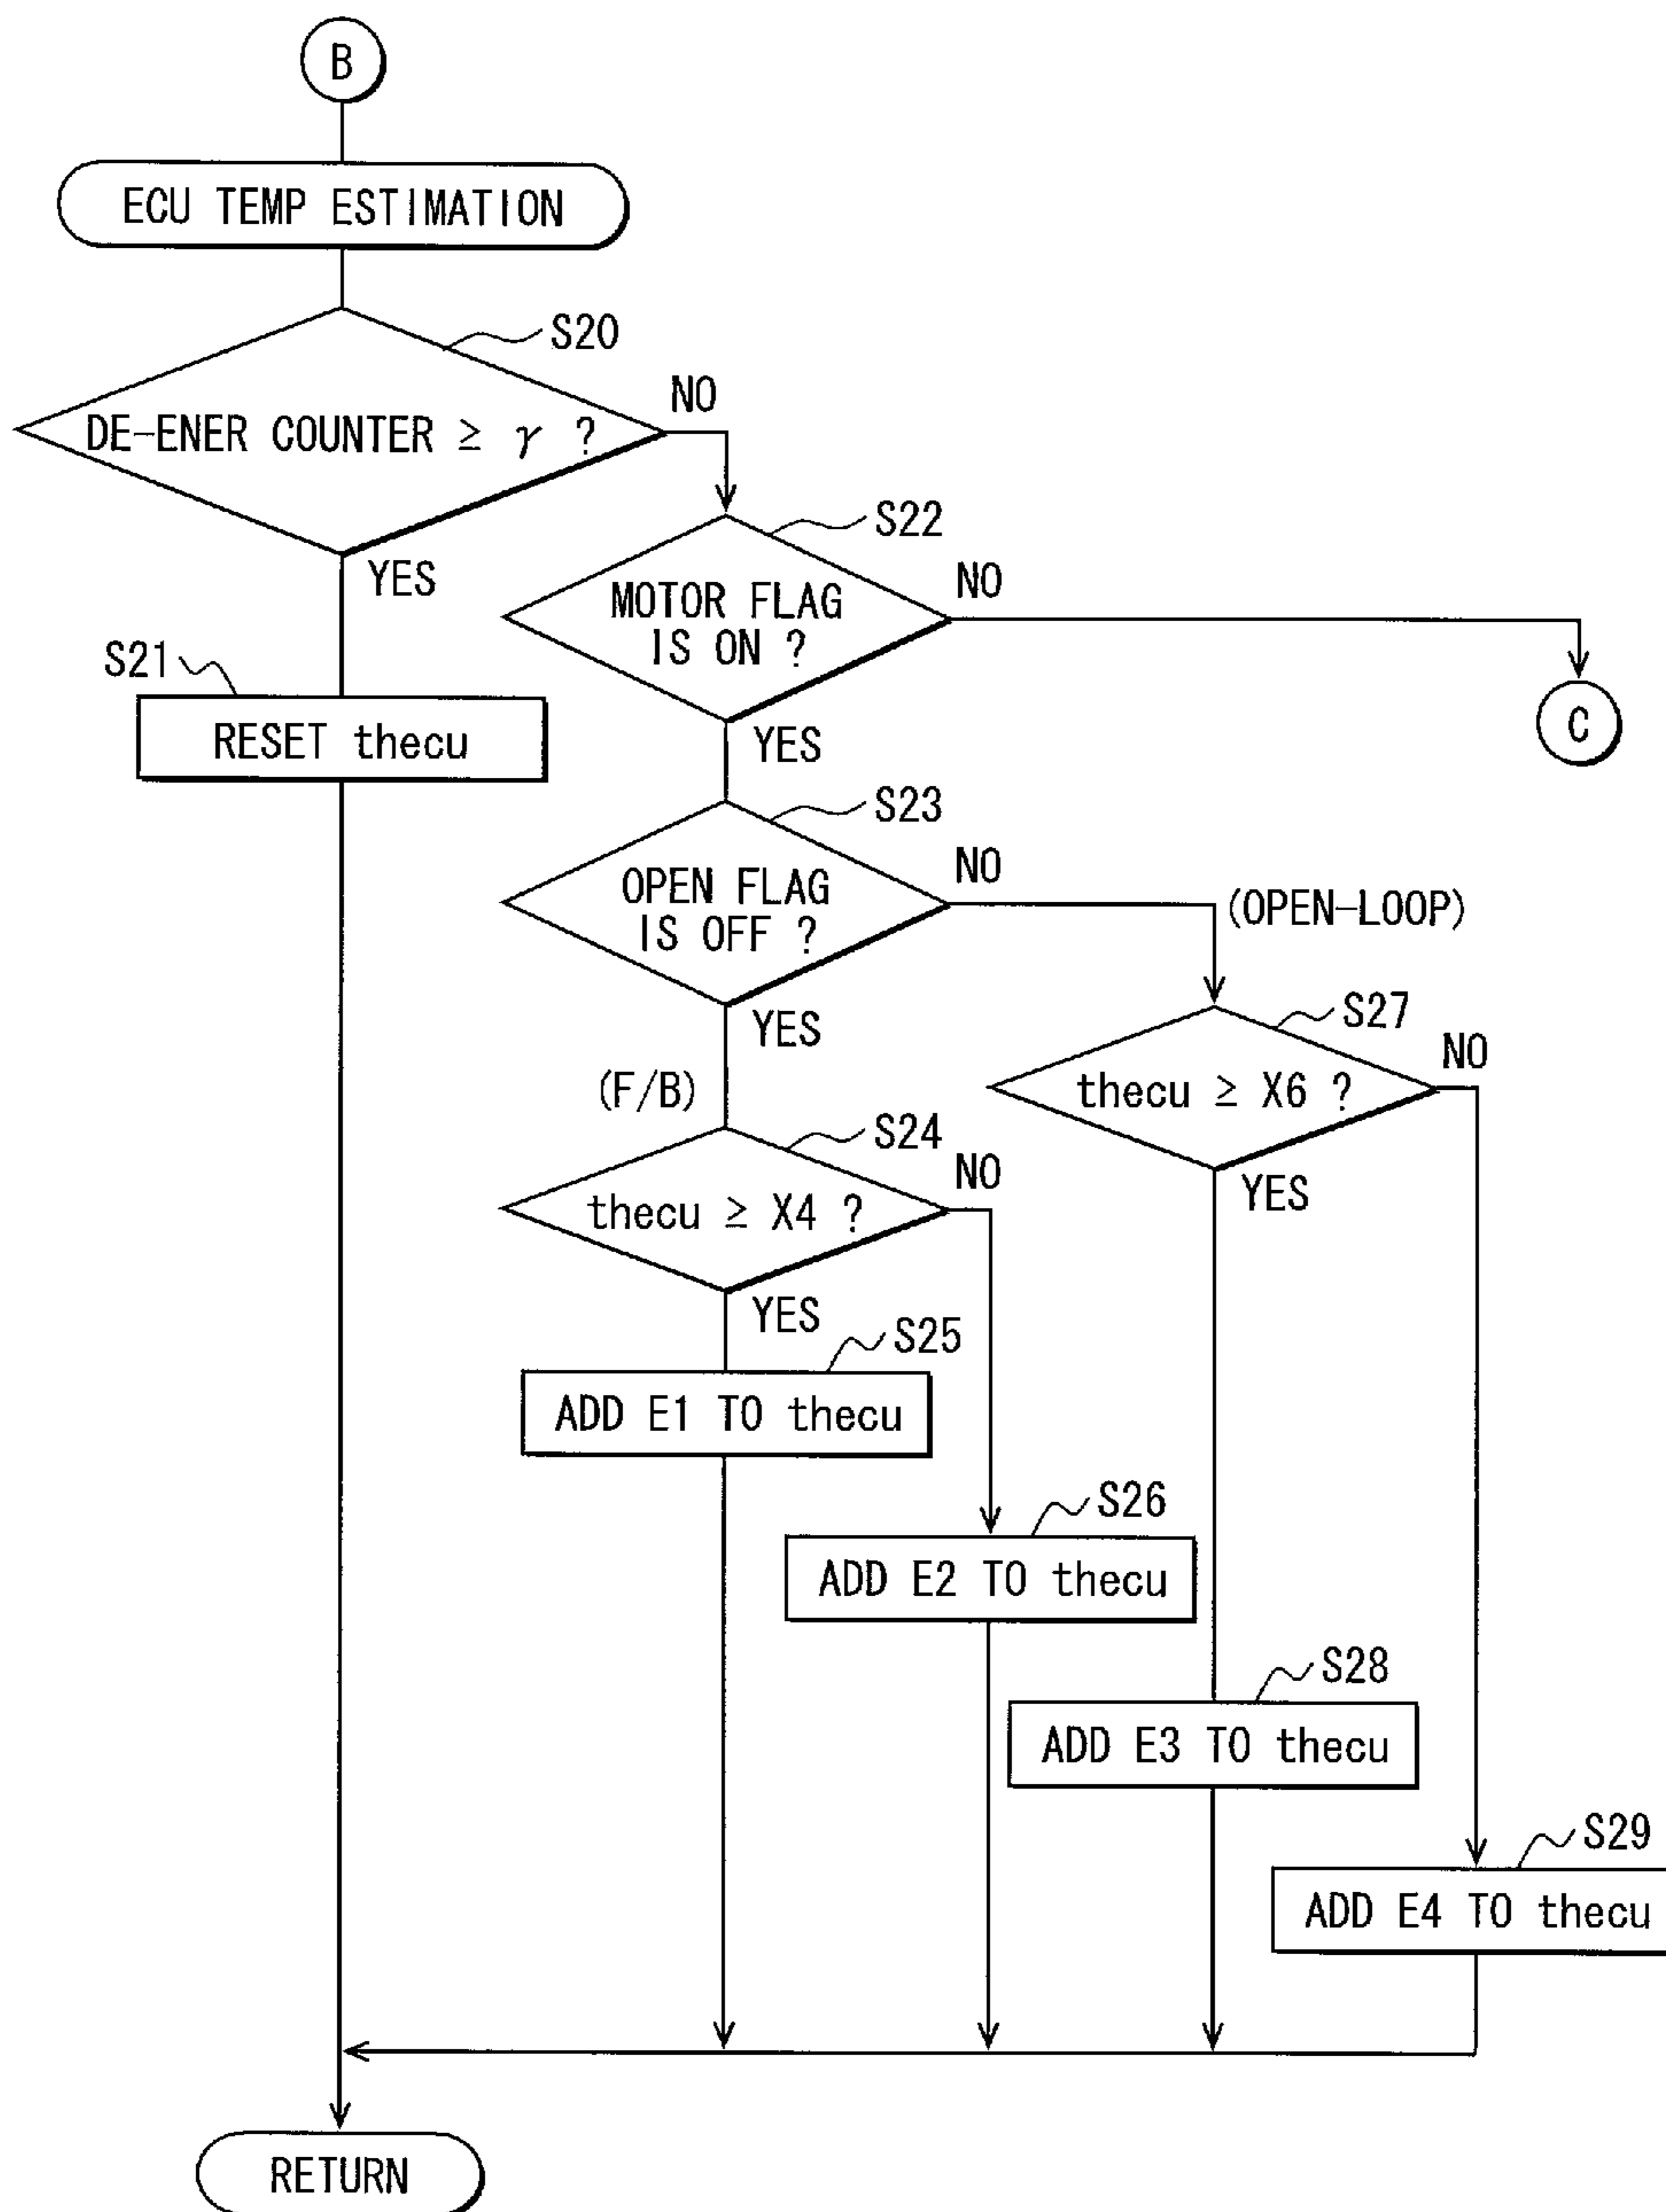 B
ECU TEMP ESTIMATION
S20
DE-ENER COUNTER ≥ γ ?
NO
YES
S22
MOTOR FLAG
IS ON ?
NO
YES
S21
RESET thecu
C
S23
OPEN FLAG
IS OFF ?
NO
(OPEN-LOOP)
YES
(F/B)
S27
thecu ≥ X6 ?
NO
YES
S24
thecu ≥ X4 ?
NO
YES
S25
ADD E1 TO thecu
S26
ADD E2 TO thecu
S28
ADD E3 TO thecu
S29
ADD E4 TO thecu
RETURN